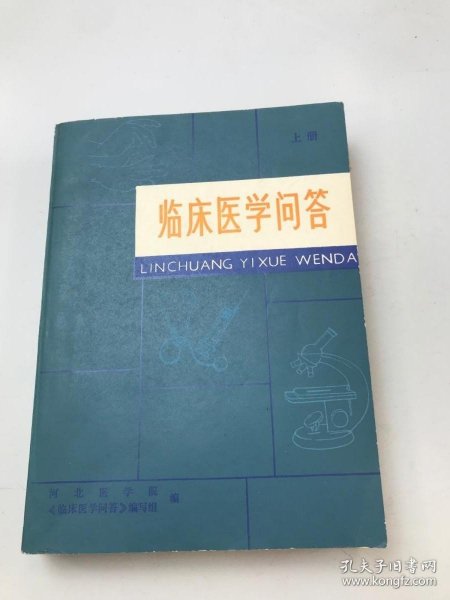 上册
临床医学问答
LINCHUANG YIXUE WENDA
河北医学院
《临床医学问答》编写组 编
孔夫子旧书网
www.kongfz.com